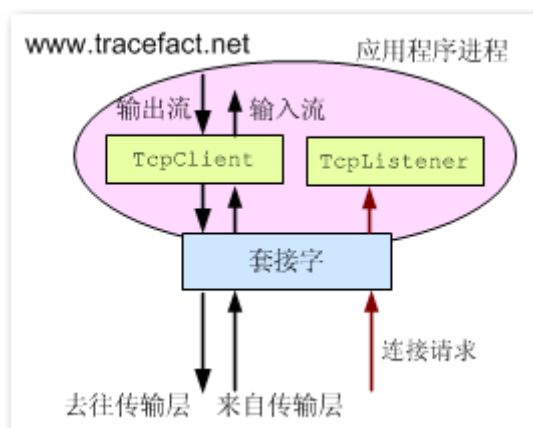 www.tracefact.net
应用程序进程
输出流
输入流
TcpClient
TcpListener
套接字
连接请求
去往传输层
来自传输层